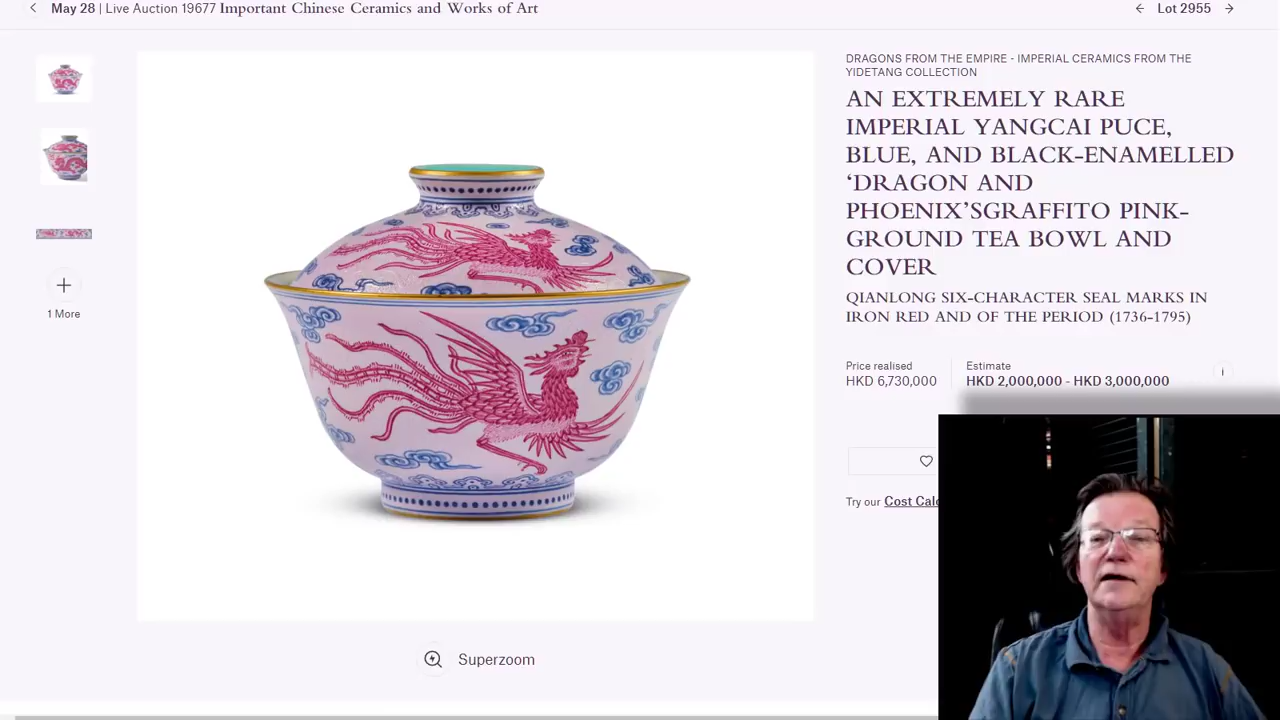 May 28 | Live Auction 19677 Important Chinese Ceramics and Works of Art
Lot 2955
DRAGONS FROM THE EMPIRE - IMPERIAL CERAMICS FROM THE
YIDETANG COLLECTION
AN EXTREMELY RARE
IMPERIAL YANGCAI PUCE,
BLUE, AND BLACK-ENAMELLED
‘DRAGON AND
PHOENIX’SGRAFFITO PINK-
GROUND TEA BOWL AND
COVER
QIANLONG SIX-CHARACTER SEAL MARKS IN
IRON RED AND OF THE PERIOD (1736-1795)
Price realised
HKD 6,730,000
Estimate
HKD 2,000,000 - HKD 3,000,000
i
1 More
Try our
Superzoom